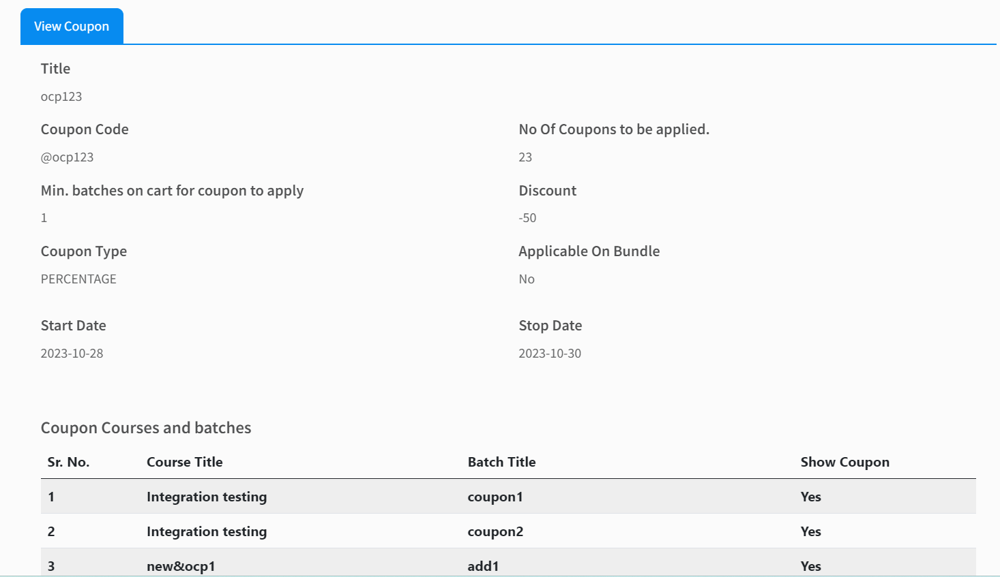 View Coupon
Title
ocp123
Coupon Code
No Of Coupons to be applied.
@ocp123
23
Min. batches on cart for coupon to apply
Discount
1
-50
Coupon Type
Applicable On Bundle
PERCENTAGE
No
Start Date
Stop Date
2023-10-28
2023-10-30
Coupon Courses and batches
Sr. No. Course Title Batch Title Show Coupon
1 Integration testing coupon1 Yes
2 Integration testing coupon2 Yes
3 new&ocp1 add1 Yes